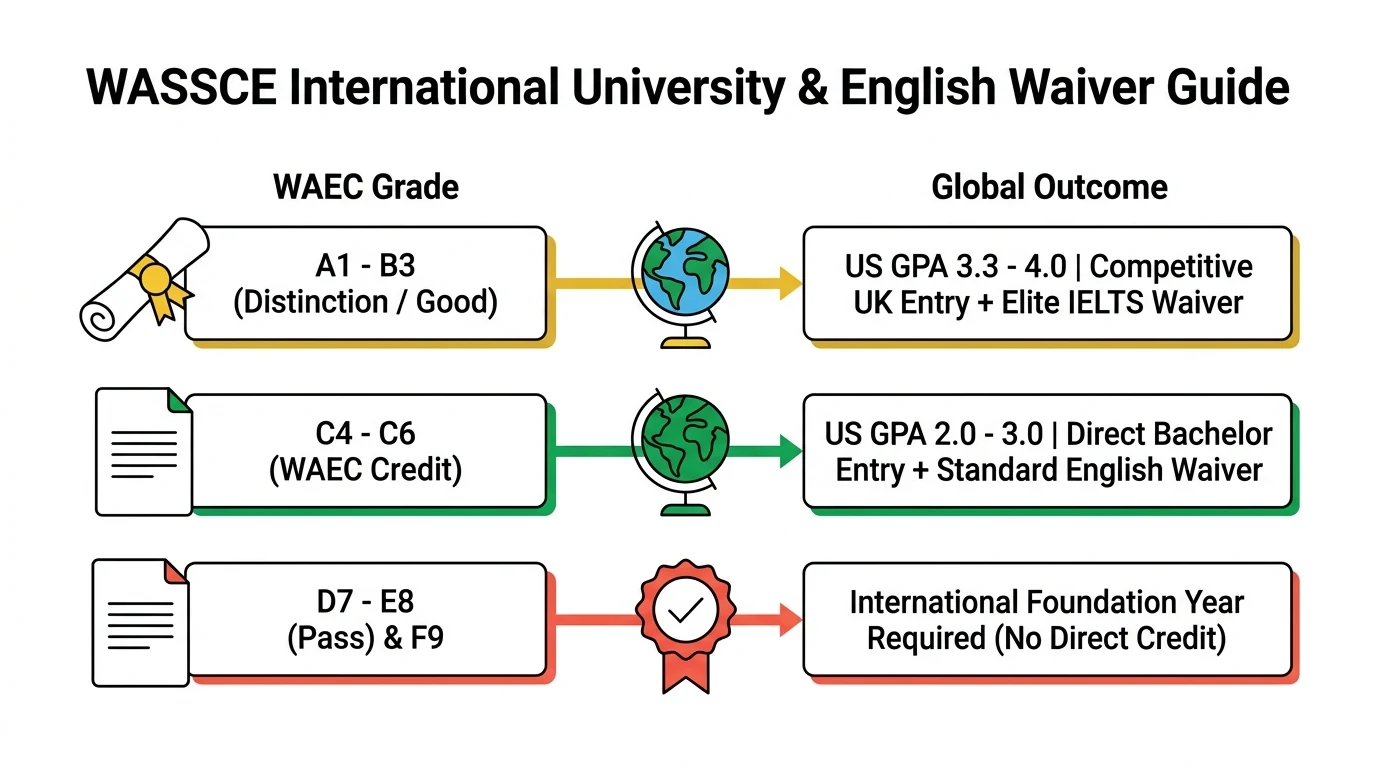 WASSCE International University & English Waiver Guide
WAEC Grade
Global Outcome
A1 - B3
(Distinction / Good)
US GPA 3.3 - 4.0 | Competitive
UK Entry + Elite IELTS Waiver
C4 - C6
(WAEC Credit)
US GPA 2.0 - 3.0 | Direct Bachelor
Entry + Standard English Waiver
D7 - E8
(Pass) & F9
International Foundation Year
Required (No Direct Credit)